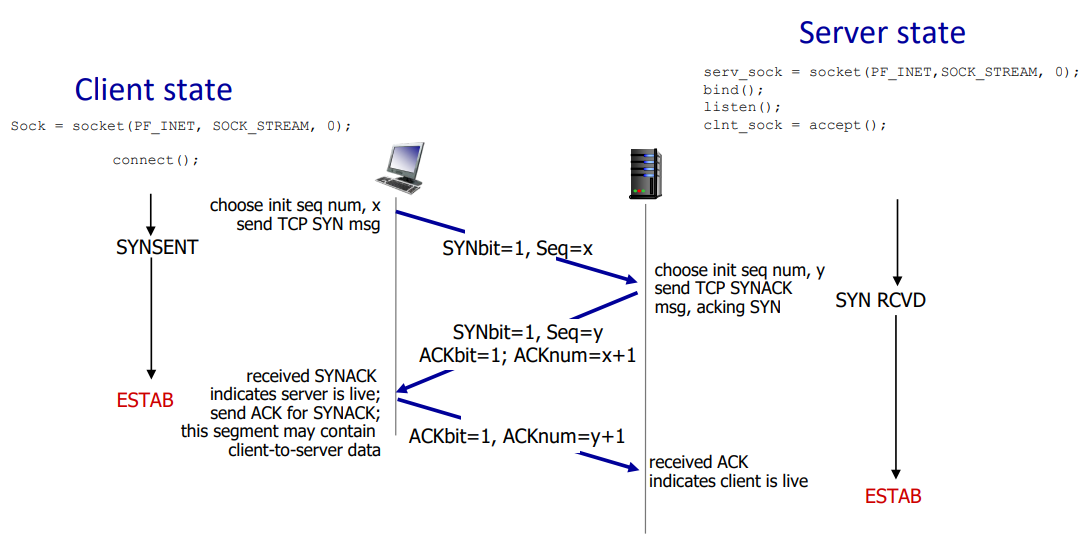 Server state
serv_sock = socket(PF_INET,SOCK_STREAM, 0);
bind();
listen();
clnt_sock = accept();
Client state
Sock = socket(PF_INET, SOCK_STREAM, 0);
connect();
choose init seq num, x
send TCP SYN msg
SYNSENT
SYNbit=1, Seq=x
choose init seq num, y
send TCP SYNACK
msg, acking SYN
SYN RCVD
SYNbit=1, Seq=y
ACKbit=1; ACKnum=x+1
received SYNACK
indicates server is live;
send ACK for SYNACK;
this segment may contain
client-to-server data
ESTAB
ACKbit=1, ACKnum=y+1
received ACK
indicates client is live
ESTAB